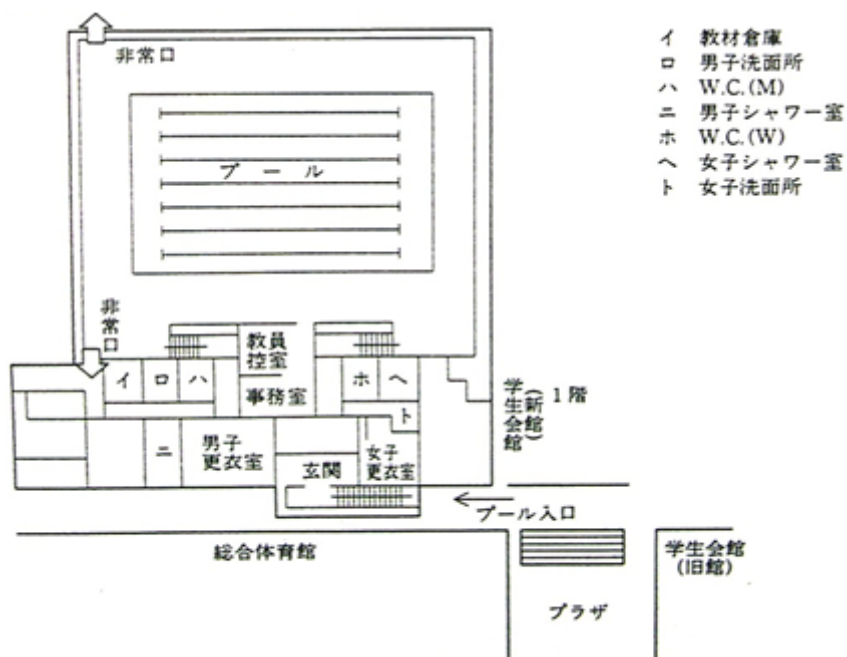 非常口
プール
非常口
教員
控室
事務室
イ
ロ
ハ
ホ
ヘ
ト
ニ
男子
更衣室
玄関
女子
更衣室
学生会館
(新館)
1階
プール入口
総合体育館
学生会館
(旧館)
プラザ
イ 教材倉庫
ロ 男子洗面所
ハ W.C.(M)
ニ 男子シャワー室
ホ W.C.(W)
ヘ 女子シャワー室
ト 女子洗面所